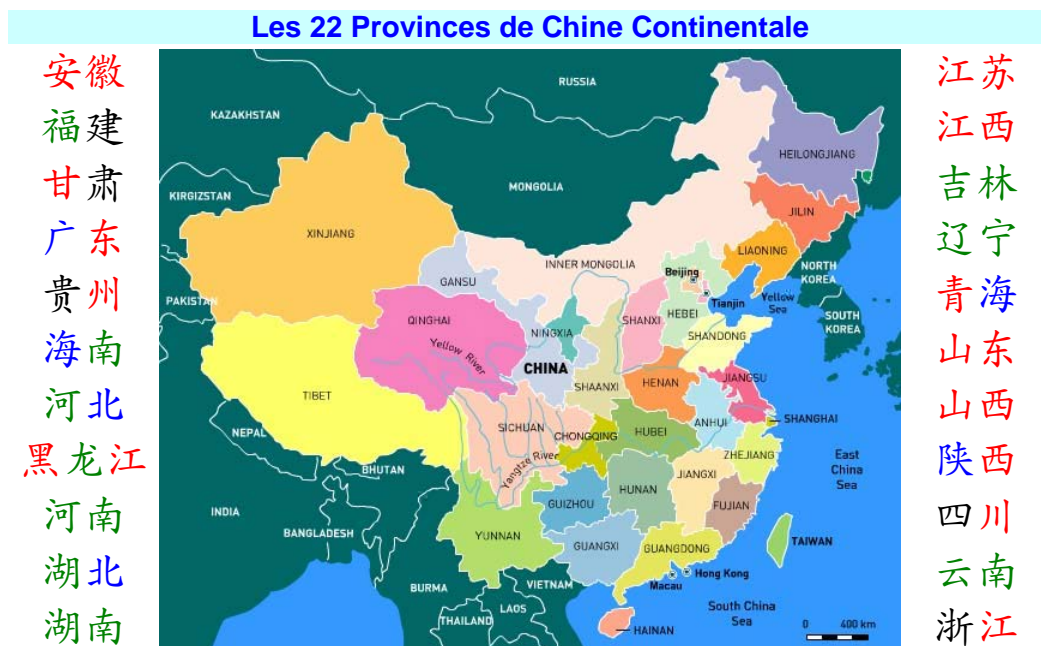 Les 22 Provinces de Chine Continentale
安徽
福建
甘肃
广东
贵州
海南
河北
黑龙江
河南
湖北
湖南
RUSSIA
KAZAKHSTAN
HEILONGJIANG
MONGOLIA
KIRGIZSTAN
JILIN
XINJIANG
LIAONING
INNER MONGOLIA
Beijing
NORTH
KOREA
GANSU
PAKISTAN
Tianjin
Yellow
Sea
QINGHAI
NINGXIA
SHANXI
HEBEI
SOUTH
KOREA
SHANDONG
Yellow River
CHINA
HENAN
JIANGSU
SHAANXI
TIBET
SHANGHAI
ANHUI
NEPAL
SICHUAN
CHONGQING
HUBEI
ZHEJIANG
East
China
Sea
BHUTAN
Yangtze River
JIANGXI
HUNAN
GUIZHOU
FUJIAN
INDIA
BANGLADESH
YUNNAN
GUANGXI
GUANGDONG
TAIWAN
Hong Kong
Macau
BURMA
VIETNAM
LAOS
THAILAND
South China
Sea
HAINAN
0 400 km
江苏
江西
吉林
辽宁
青海
山东
山西
陕西
四川
云南
浙江